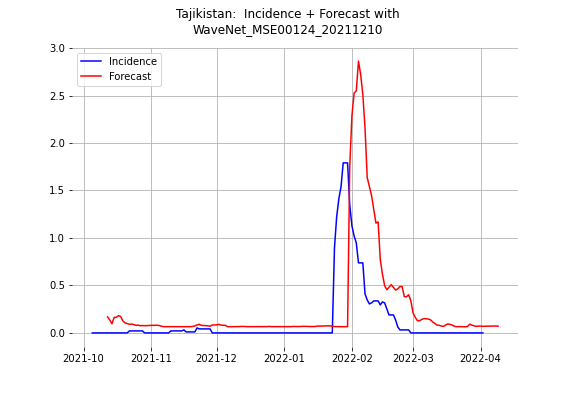 Tajikistan:  Incidence + Forecast with
WaveNet_MSE00124_20211210
Incidence
Forecast
3.0
2.5
2.0
1.5
1.0
0.5
0.0
2021-10 2021-11 2021-12 2022-01 2022-02 2022-03 2022-04